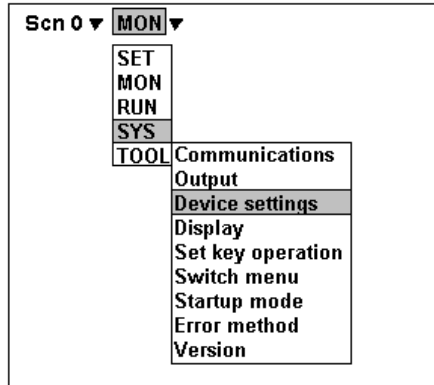 Scn 0 ▼ MON ▼
SET
MON
RUN
SYS
TOOL Communications
Output
Device settings
Display
Set key operation
Switch menu
Startup mode
Error method
Version